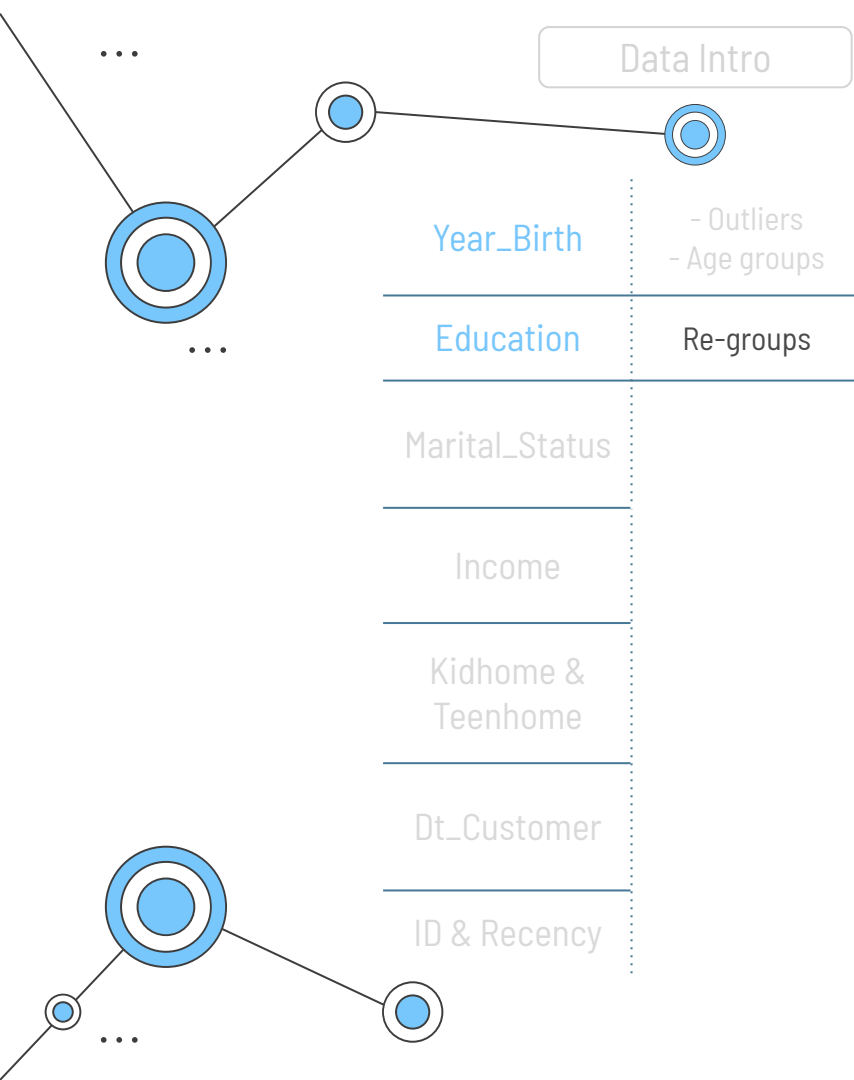 Data Intro
Year_Birth
- Outliers
- Age groups
Education
Re-groups
Marital_Status
Income
Kidhome &
Teenhome
Dt_Customer
ID & Recency